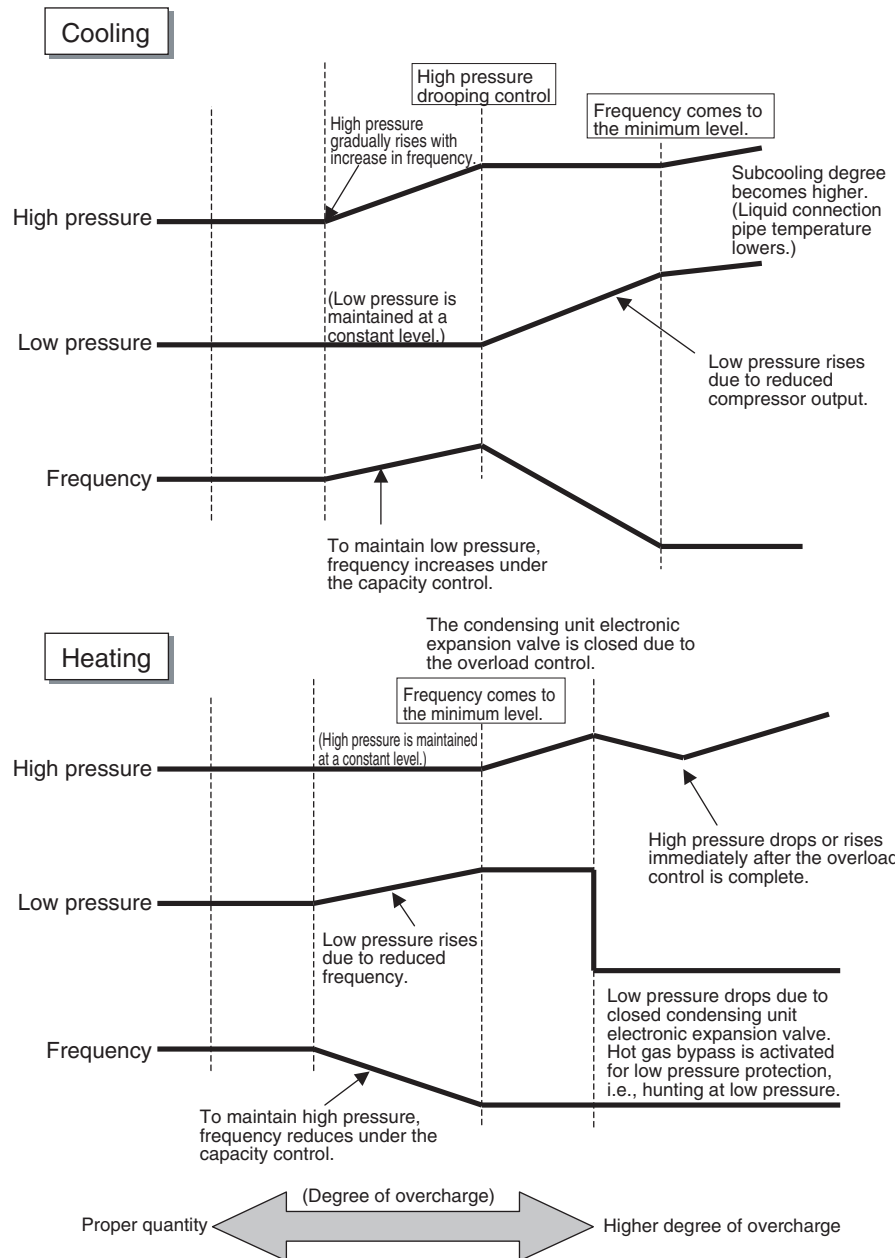 Cooling
High pressure
drooping control
Frequency comes to
the minimum level.
High pressure
gradually rises with
increase in frequency.
Subcooling degree
becomes higher.
(Liquid connection
pipe temperature
lowers.)
High pressure
(Low pressure is
maintained at a
constant level.)
Low pressure
Low pressure rises
due to reduced
compressor output.
Frequency
To maintain low pressure,
frequency increases under
the capacity control.
The condensing unit electronic
expansion valve is closed due to
the overload control.
Heating
Frequency comes to
the minimum level.
(High pressure is maintained
at a constant level.)
High pressure
High pressure drops or rises
immediately after the overload
control is complete.
Low pressure
Low pressure rises
due to reduced
frequency.
Low pressure drops due to
closed condensing unit
electronic expansion valve.
Hot gas bypass is activated
for low pressure protection,
i.e., hunting at low pressure.
Frequency
To maintain high pressure,
frequency reduces under the
capacity control.
(Degree of overcharge)
Proper quantity
Higher degree of overcharge